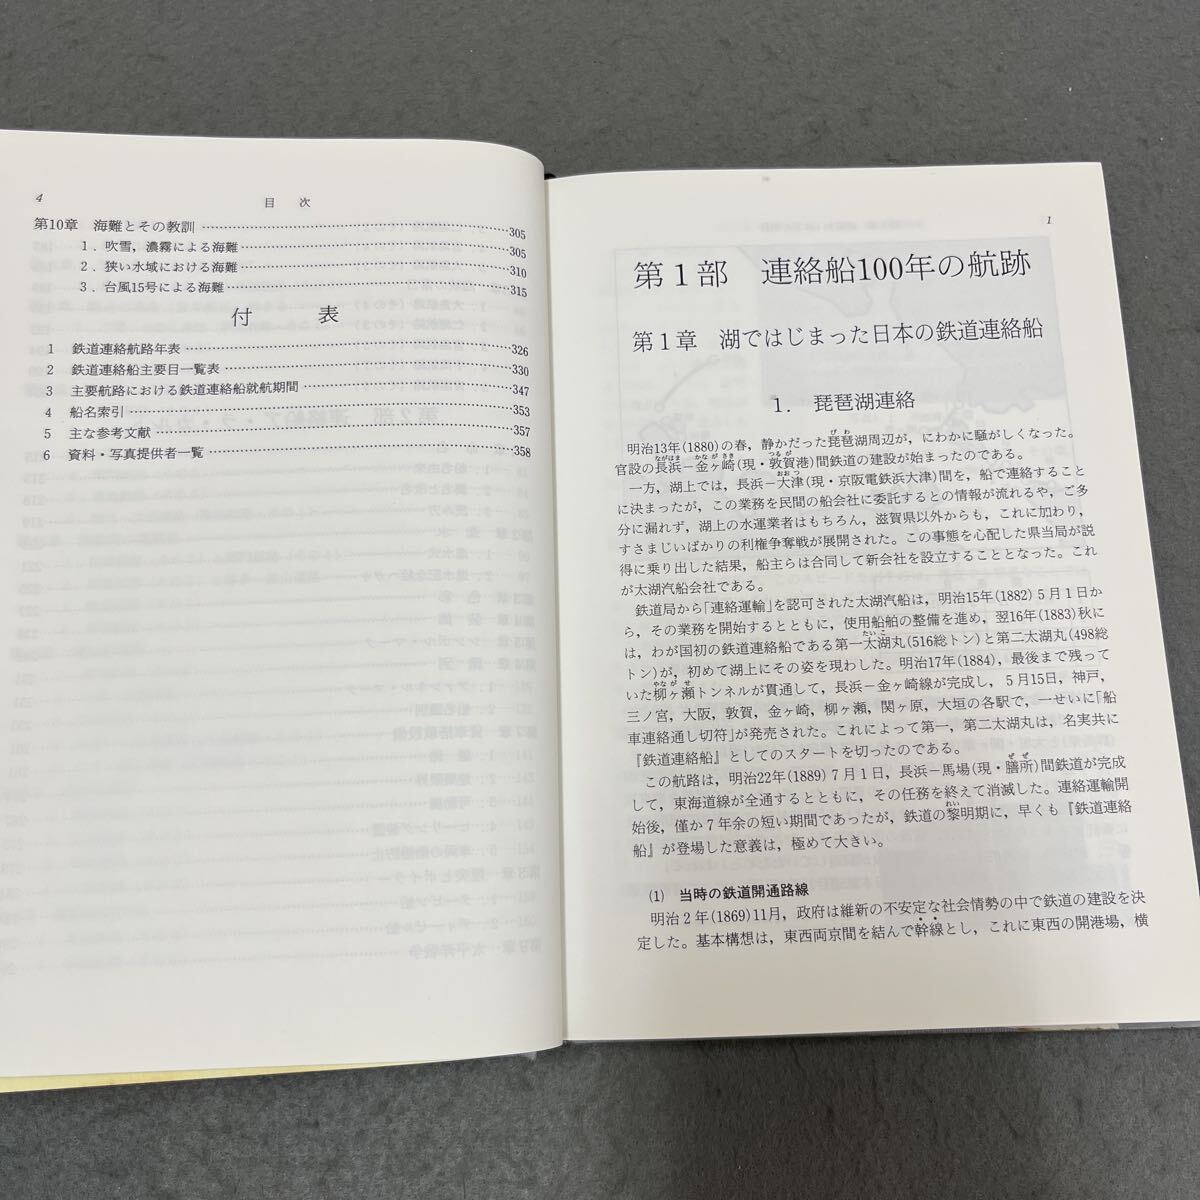 4
目 次
第10章 海難とその教訓……305
1．吹雪，濃霧による海難……305
2．狭い水域における海難……310
3．台風15号による海難……315
付 表
1 鉄道連絡航路年表……326
2 鉄道連絡船主要目一覧表……330
3 主要航路における鉄道連絡船就航期間……347
4 船名索引……353
5 主な参考文献……357
6 資料・写真提供者一覧……358
1
第１部 連絡船100年の航跡
第１章 湖ではじまった日本の鉄道連絡船
1. 琵琶湖連絡
明治13年(1880)の春，静かだった琵琶湖周辺が，にわかに騒がしくなった。
官設の長浜－金ヶ崎(現・敦賀港)間鉄道の建設が始まったのである。
一方，湖上では，長浜－大津(現・京阪電鉄浜大津)間を，船で連絡すること
に決まったが，この業務を民間の船会社に委託するとの情報が流れるや，ご多
分に漏れず，湖上の水運業者はもちろん，滋賀県以外からも，これに加わり，
すさまじいばかりの利権争奪戦が展開された。この事態を心配した県当局が説
得に乗り出した結果，船主らは合同して新会社を設立することとなった。これ
が太湖汽船会社である。
鉄道局から「連絡運輸」を認可された太湖汽船は，明治15年(1882)５月１日か
ら，その業務を開始するとともに，使用船舶の整備を進め，翌16年(1883)秋に
は，わが国初の鉄道連絡船である第一太湖丸(516総トン)と第二太湖丸(498総
トン)が，初めて湖上にその姿を現わした。明治17年(1884)，最後まで残って
いた柳ヶ瀬トンネルが貫通して，長浜－金ヶ崎線が完成し，５月15日，神戸，
三ノ宮，大阪，敦賀，金ヶ崎，柳ヶ瀬，関ヶ原，大垣の各駅で，一せいに「船
車連絡通し切符」が発売された。これによって第一，第二太湖丸は，名実共に
『鉄道連絡船』としてのスタートを切ったのである。
この航路は，明治22年(1889)７月１日，長浜－馬場(現・膳所)間鉄道が完成
して，東海道線が全通するとともに，その任務を終えて消滅した。連絡運輸開
始後，僅か７年余の短い期間であったが，鉄道の黎明期に，早くも『鉄道連絡
船』が登場した意義は，極めて大きい。
(1) 当時の鉄道開通路線
明治２年(1869)11月，政府は維新の不安定な社会情勢の中で鉄道の建設を決
定した。基本構想は，東西両京間を結んで幹線とし，これに東西の開港場，横